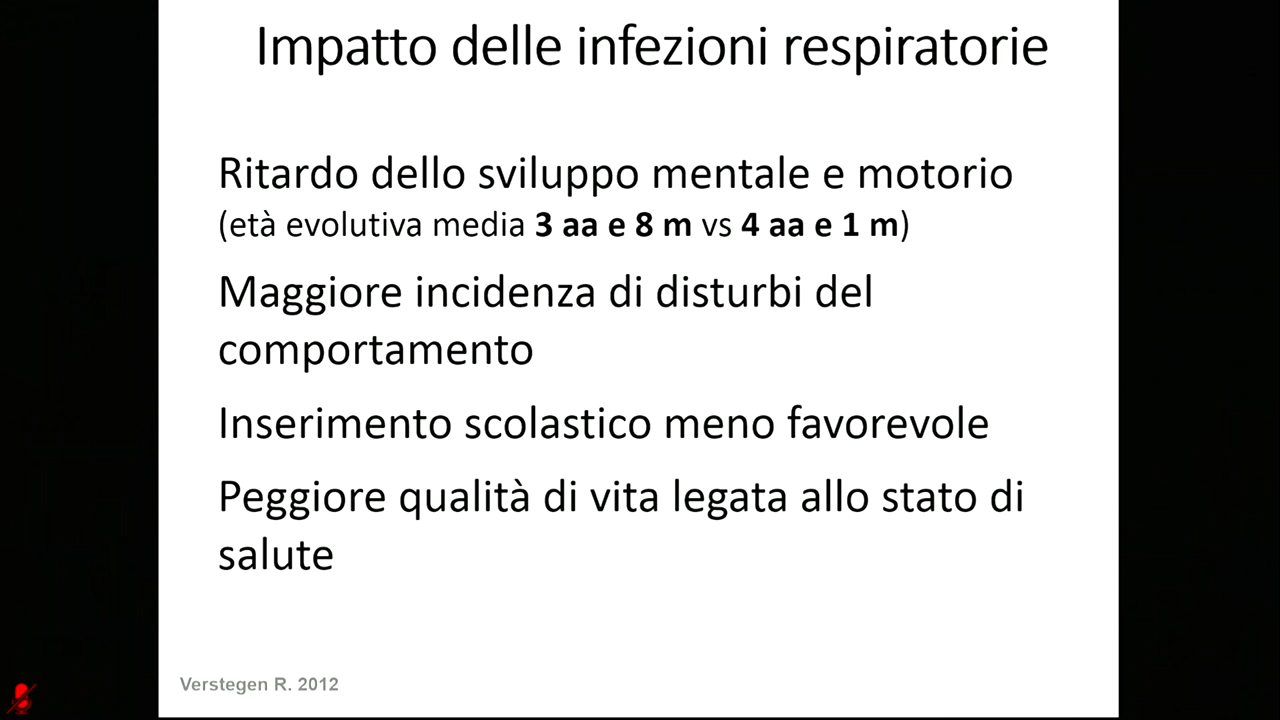 Impatto delle infezioni respiratorie
Ritardo dello sviluppo mentale e motorio
(età evolutiva media 3 aa e 8 m vs 4 aa e 1 m)
Maggiore incidenza di disturbi del
comportamento
Inserimento scolastico meno favorevole
Peggiore qualità di vita legata allo stato di
salute
Verstegen R. 2012